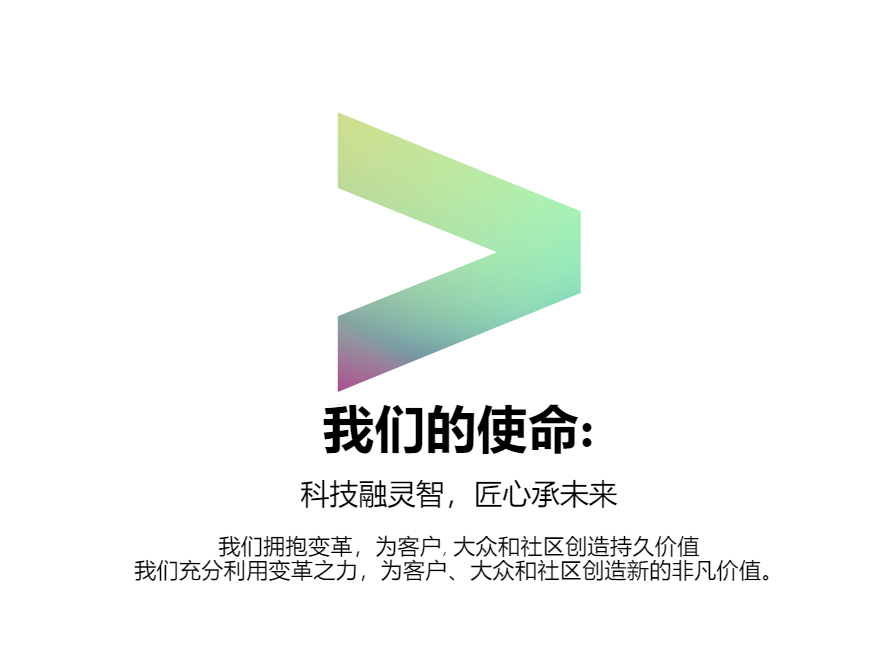 我们的使命:
科技融灵智，匠心承未来
我们拥抱变革，为客户, 大众和社区创造持久价值
我们充分利用变革之力，为客户、大众和社区创造新的非凡价值。